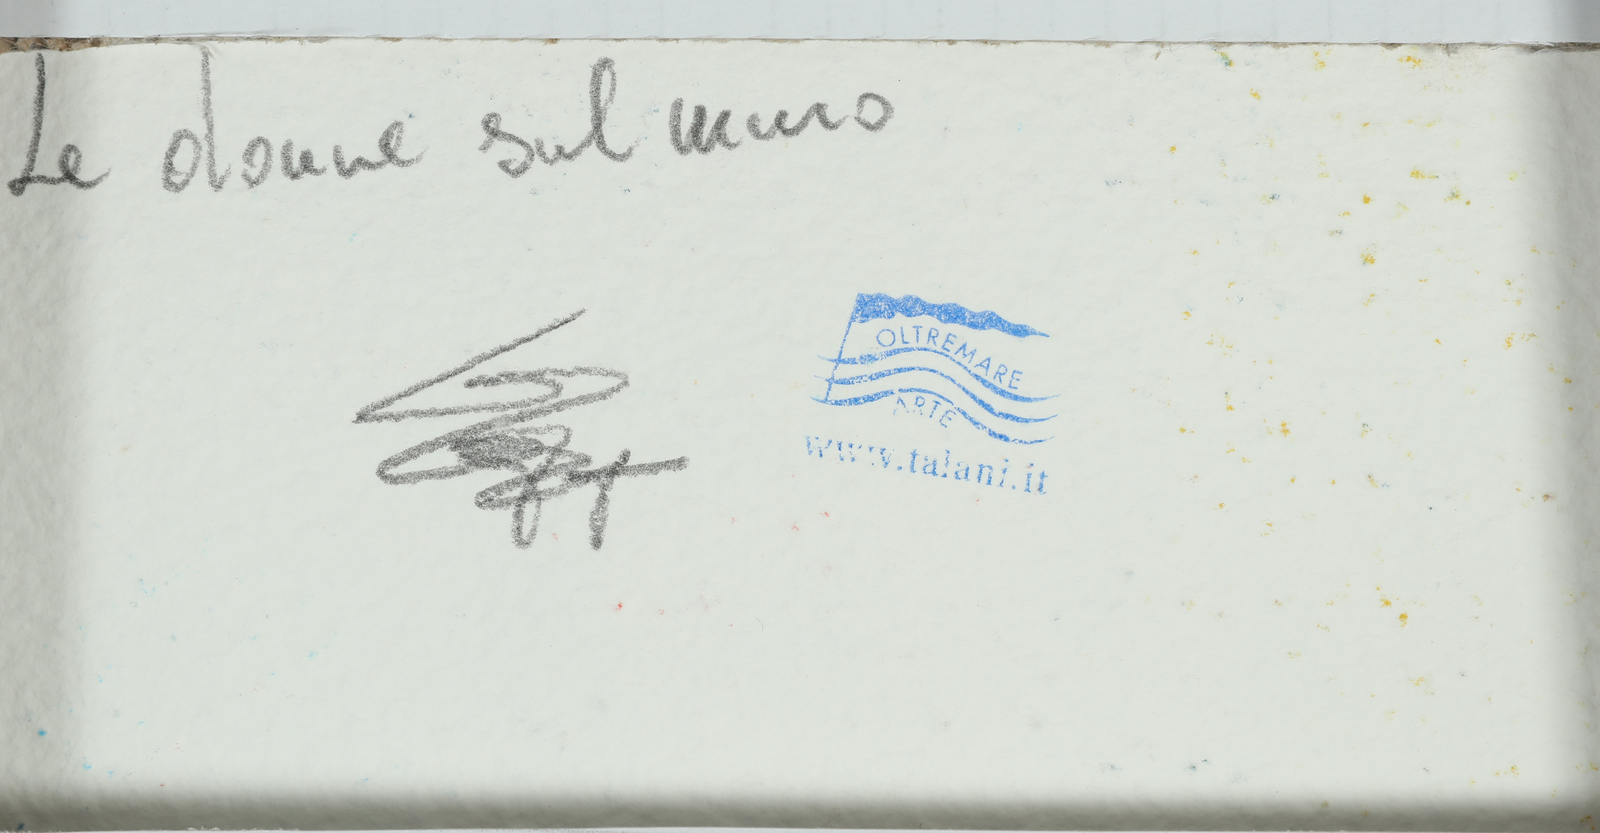 Le donne sul muro
OLTREMARE
ARTE
www.talani.it